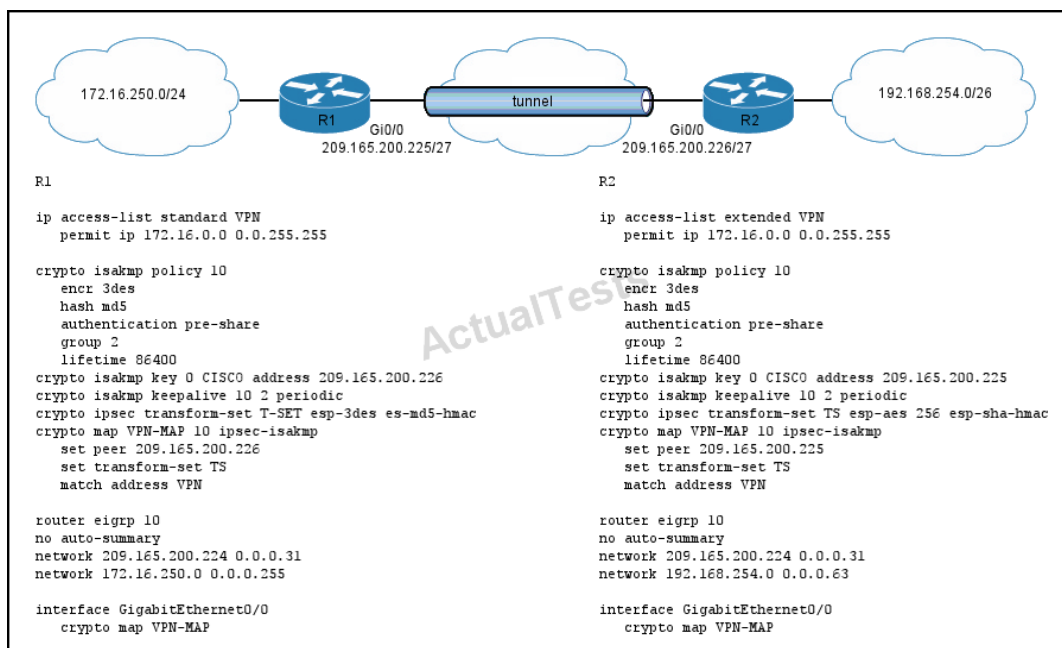 172.16.250.0/24
R1
Gi0/0
209.165.200.225/27
tunnel
Gi0/0
209.165.200.226/27
R2
192.168.254.0/26
R1
ip access-list standard VPN
permit ip 172.16.0.0 0.0.255.255
crypto isakmp policy 10
encr 3des
hash md5
authentication pre-share
group 2
lifetime 86400
crypto isakmp key 0 CISCO address 209.165.200.226
crypto isakmp keepalive 10 2 periodic
crypto ipsec transform-set T-SET esp-3des es-md5-hmac
crypto map VPN-MAP 10 ipsec-isakmp
set peer 209.165.200.226
set transform-set TS
match address VPN
router eigrp 10
no auto-summary
network 209.165.200.224 0.0.0.31
network 172.16.250.0 0.0.0.255
interface GigabitEthernet0/0
crypto map VPN-MAP
R2
ip access-list extended VPN
permit ip 172.16.0.0 0.0.255.255
crypto isakmp policy 10
encr 3des
hash md5
authentication pre-share
group 2
lifetime 86400
crypto isakmp key 0 CISCO address 209.165.200.225
crypto isakmp keepalive 10 2 periodic
crypto ipsec transform-set TS esp-aes 256 esp-sha-hmac
crypto map VPN-MAP 10 ipsec-isakmp
set peer 209.165.200.225
set transform-set TS
match address VPN
router eigrp 10
no auto-summary
network 209.165.200.224 0.0.0.31
network 192.168.254.0 0.0.0.63
interface GigabitEthernet0/0
crypto map VPN-MAP
ActualTests